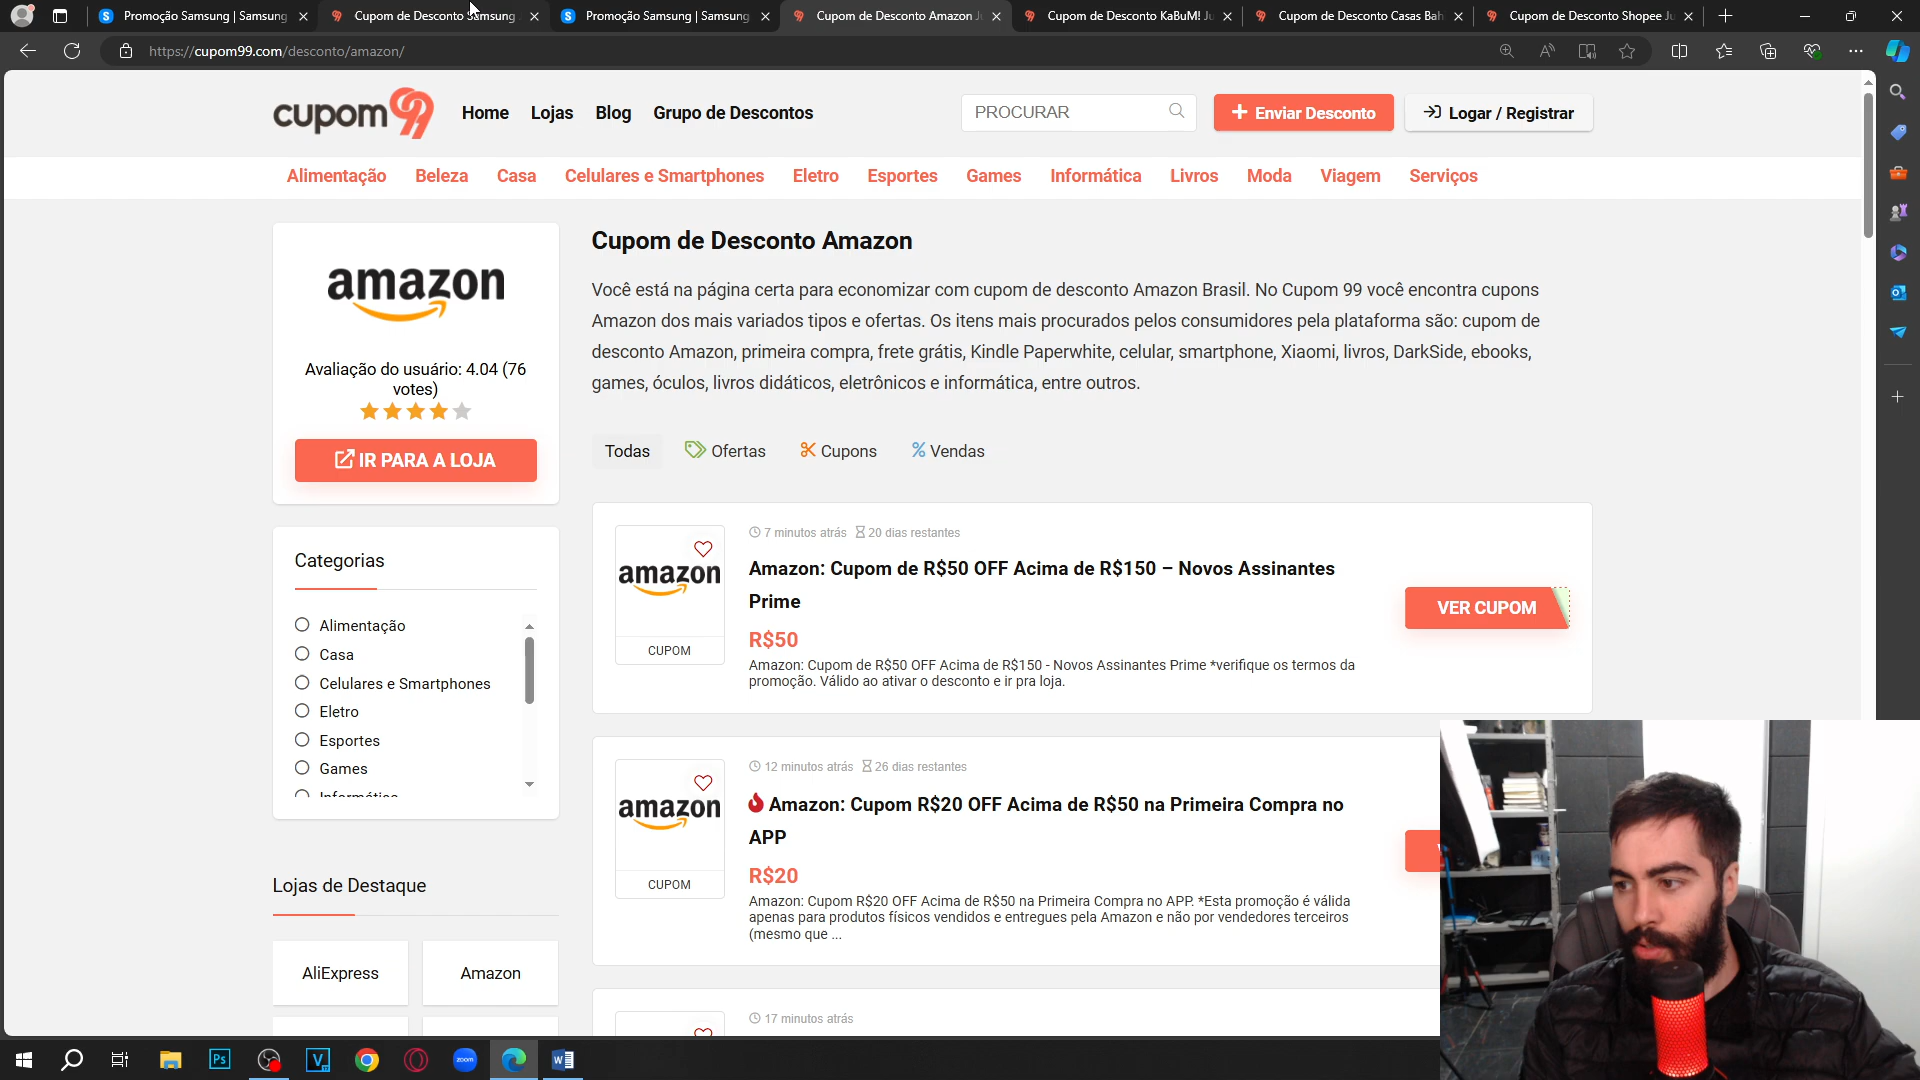 Promoção Samsung | Samsung
Cupom de Desconto Samsung
Promoção Samsung | Samsung
Cupom de Desconto Amazon J
Cupom de Desconto KaBuM! Ju
Cupom de Desconto Casas Bah
Cupom de Desconto Shopee Ju
https://cupom99.com/desconto/amazon/
cupom99
Home
Lojas
Blog
Grupo de Descontos
PROCURAR
Enviar Desconto
Logar / Registrar
Alimentação
Beleza
Casa
Celulares e Smartphones
Eletro
Esportes
Games
Informática
Livros
Moda
Viagem
Serviços
amazon
Avaliação do usuário: 4.04 (76
votes)
IR PARA A LOJA
Categorias
Alimentação
Casa
Celulares e Smartphones
Eletro
Esportes
Games
Informática
Lojas de Destaque
AliExpress
Amazon
Cupom de Desconto Amazon
Você está na página certa para economizar com cupom de desconto Amazon Brasil. No Cupom 99 você encontra cupons
Amazon dos mais variados tipos e ofertas. Os itens mais procurados pelos consumidores pela plataforma são: cupom de
desconto Amazon, primeira compra, frete grátis, Kindle Paperwhite, celular, smartphone, Xiaomi, livros, DarkSide, ebooks,
games, óculos, livros didáticos, eletrônicos e informática, entre outros.
Todas
Ofertas
Cupons
% Vendas
amazon
CUPOM
7 minutos atrás
20 dias restantes
Amazon: Cupom de R$50 OFF Acima de R$150 – Novos Assinantes
Prime
R$50
Amazon: Cupom de R$50 OFF Acima de R$150 - Novos Assinantes Prime *verifique os termos da
promoção. Válido ao ativar o desconto e ir pra loja.
VER CUPOM
amazon
CUPOM
12 minutos atrás
26 dias restantes
Amazon: Cupom R$20 OFF Acima de R$50 na Primeira Compra no
APP
R$20
Amazon: Cupom R$20 OFF Acima de R$50 na Primeira Compra no APP. *Esta promoção é válida
apenas para produtos físicos vendidos e entregues pela Amazon e não por vendedores terceiros
(mesmo que ...
17 minutos atrás
Ps
V
zoom
W